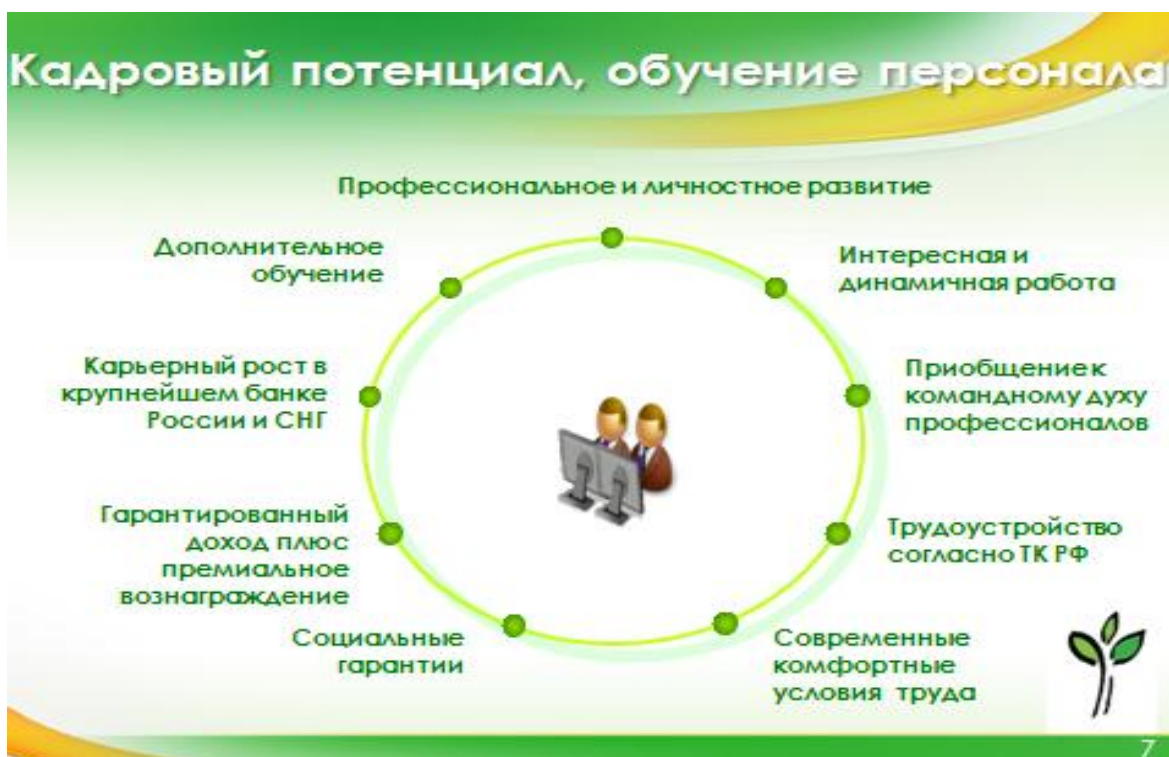 Кадровый потенциал, обучение персонала
Профессиональное и личностное развитие
Дополнительное
обучение
Интересная и
динамичная работа
Карьерный рост в
крупнейшем банке
России и СНГ
Приобщение к
командному духу
профессионалов
Гарантированный
доход плюс
премиальное
вознаграждение
Трудоустройство
согласно ТК РФ
Социальные
гарантии
Современные
комфортные
условия труда
7